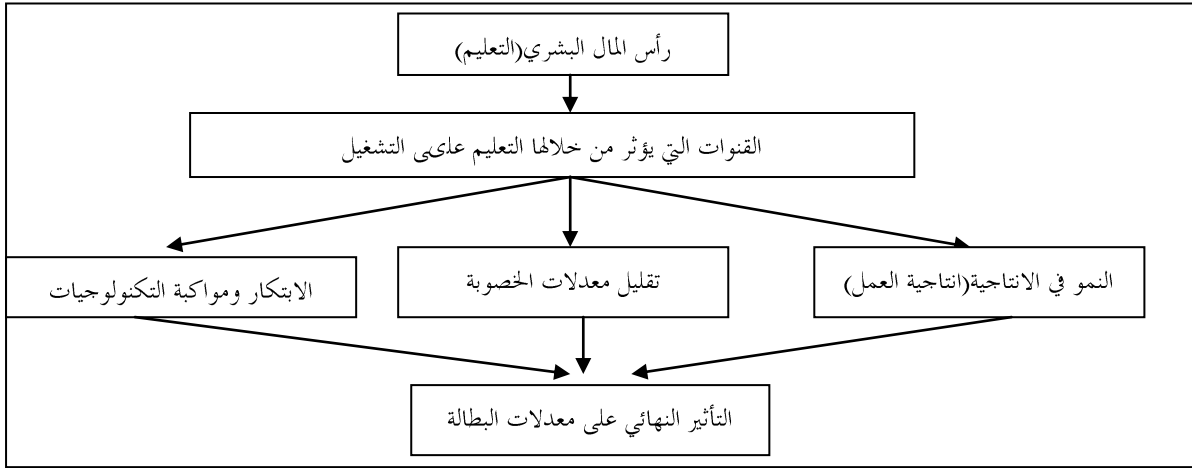 رأس المال البشري(التعليم)
القنوات التي يؤثر من خلالها التعليم علىى التشغيل
النمو في الانتاجية(انتاجية العمل)
تقليل معدلات الخصوبة
الابتكار ومواكبة التكنولوجيات
التأثير النهائي على معدلات البطالة